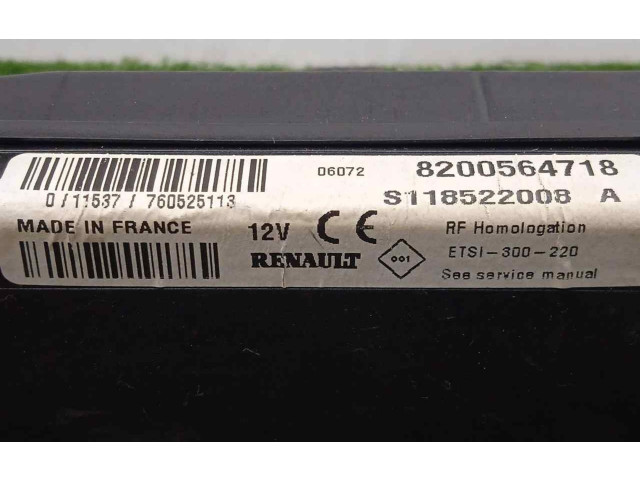 06072 8200564718
0/11537/760525113 S118522008 A
MADE IN FRANCE 12V CE RF Homologation
RENAULT 001 ETSI-300-220
See service manual